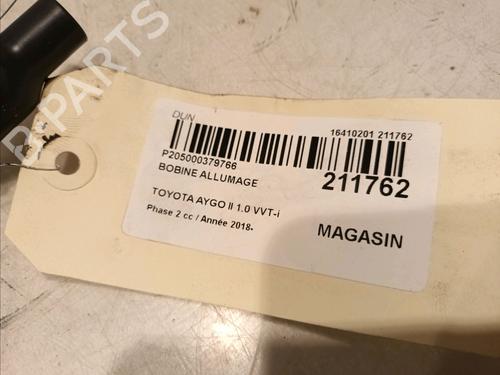 B-PARTS
DUN
16410201 211762
P205000379766
BOBINE ALLUMAGE
211762
TOYOTA AYGO II 1.0 VVT-i
Phase 2 cc / Année 2018-
MAGASIN